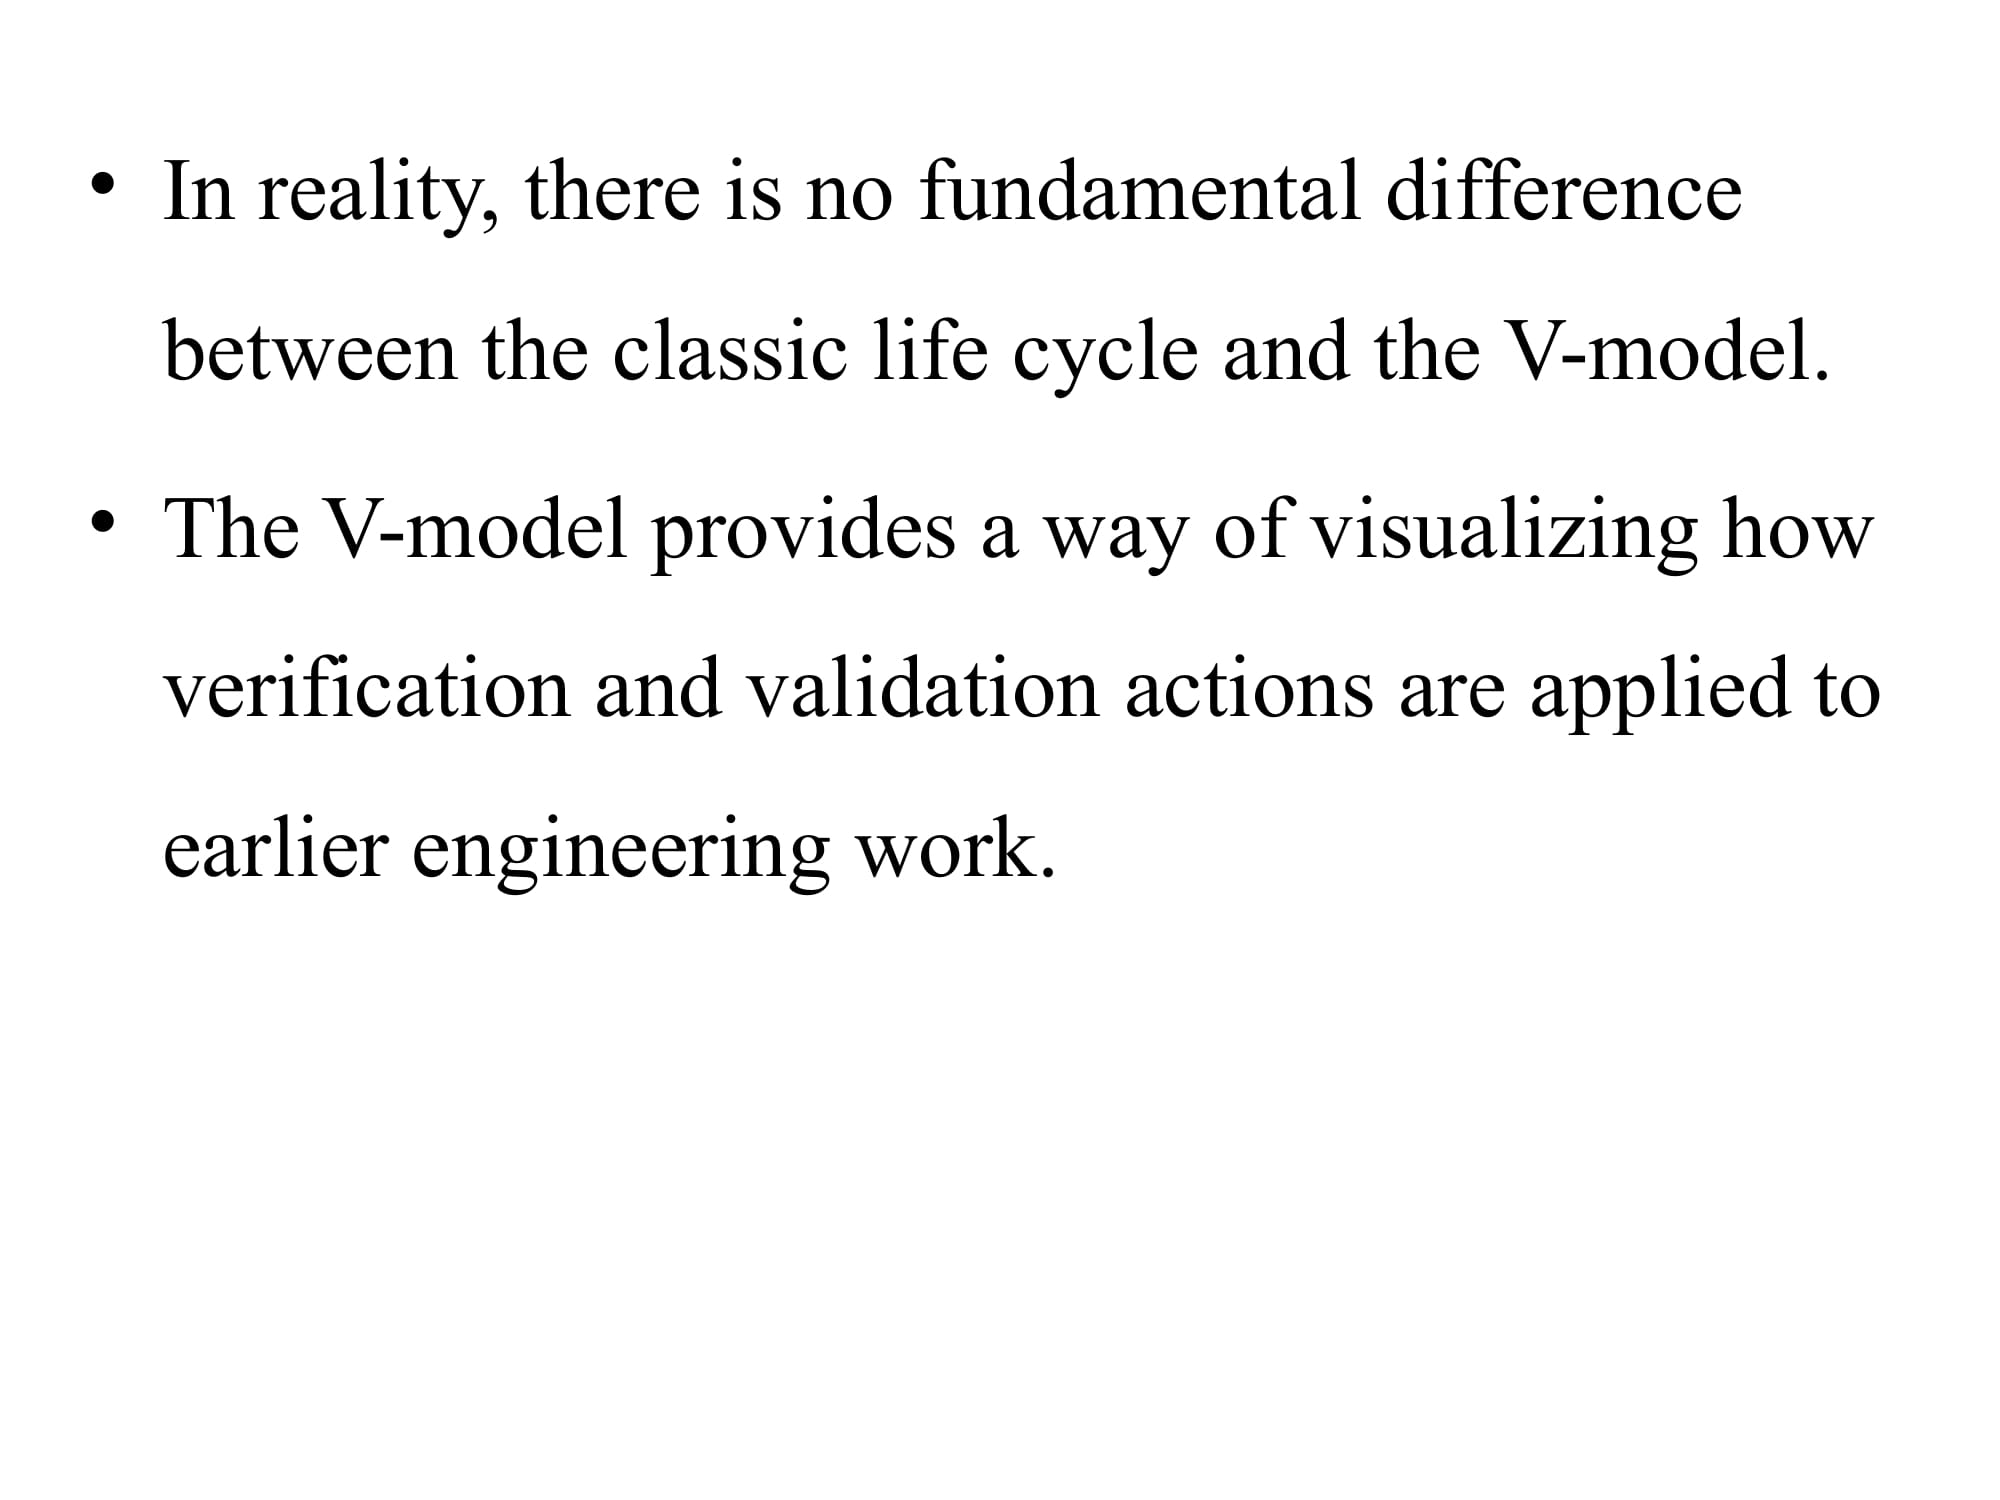 • In reality, there is no fundamental difference
between the classic life cycle and the V-model.
• The V-model provides a way of visualizing how
verification and validation actions are applied to
earlier engineering work.